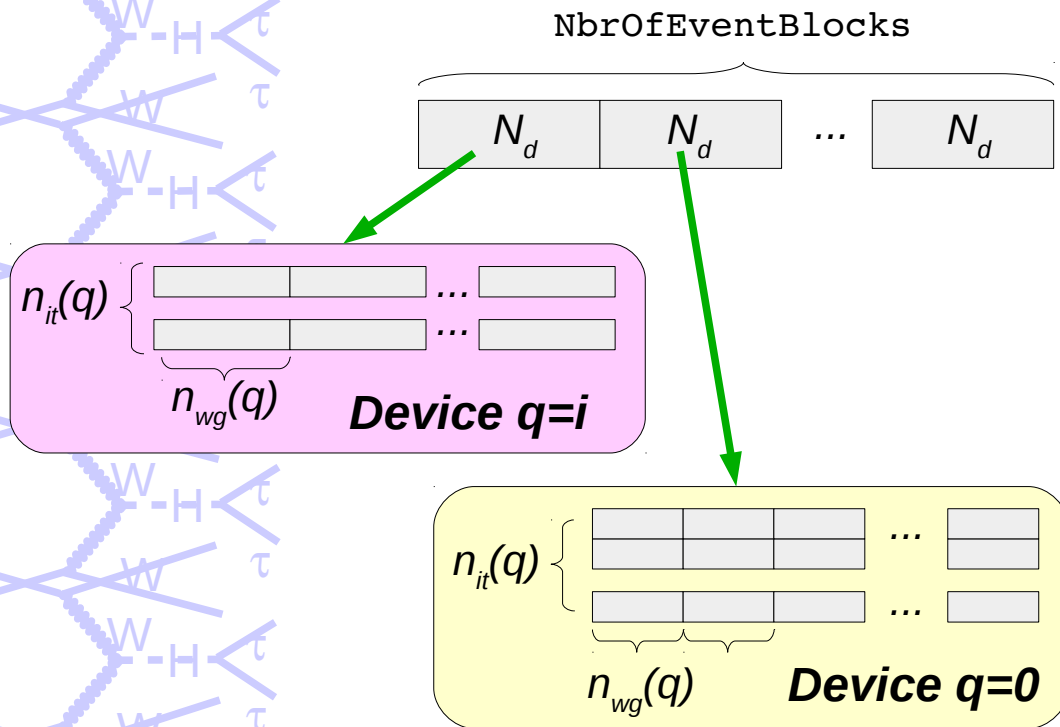 NbrOfEventBlocks
N_d N_d ... N_d
n_it(q)
...
...
n_wg(q)
Device q=i
n_it(q)
...
...
n_wg(q)
Device q=0
W H τ
τ
W
W H τ
W H τ
τ
W
W H τ
W τ